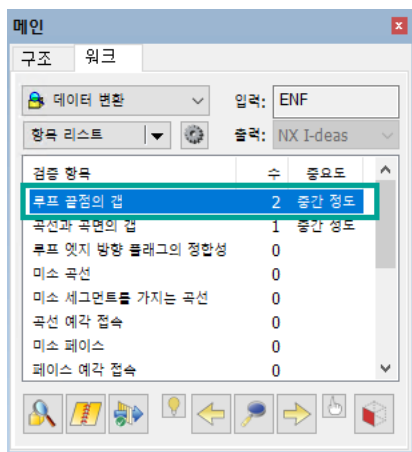 메인
구조 워크
데이터 변환 입력: ENF
항목 리스트 출력: NX I-deas
검증 항목 수 중요도
루프 끝점의 갭 2 중간 정도
곡선과 곡면의 갭 1 중간 정도
루프 엣지 방향 플래그의 정합성 0
미소 곡선 0
미소 세그먼트를 가지는 곡선 0
곡선 예각 접속 0
미소 페이스 0
페이스 예각 접속 0